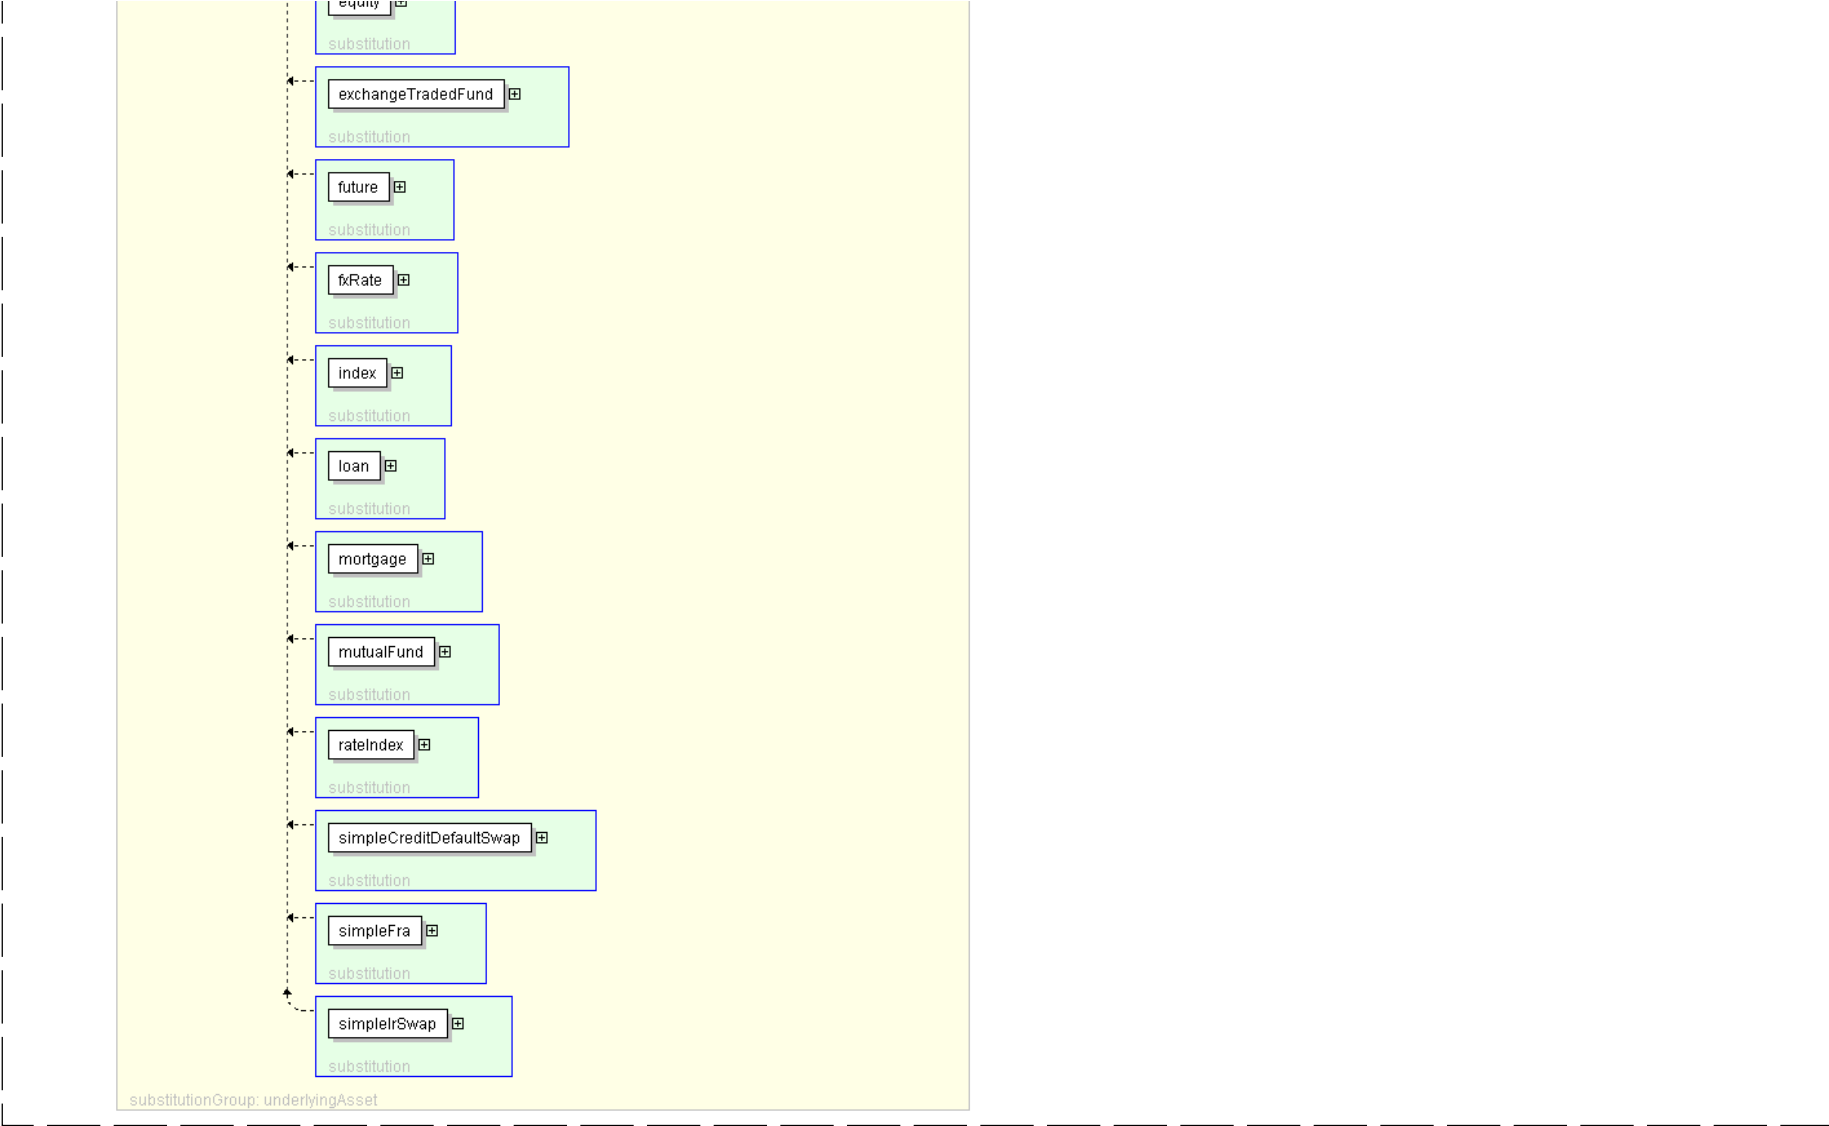 equity
substitution
exchangeTradedFund
substitution
future
substitution
fxRate
substitution
index
substitution
loan
substitution
mortgage
substitution
mutualFund
substitution
rateIndex
substitution
simpleCreditDefaultSwap
substitution
simpleFra
substitution
simpleIrSwap
substitution
substitutionGroup: underlyingAsset